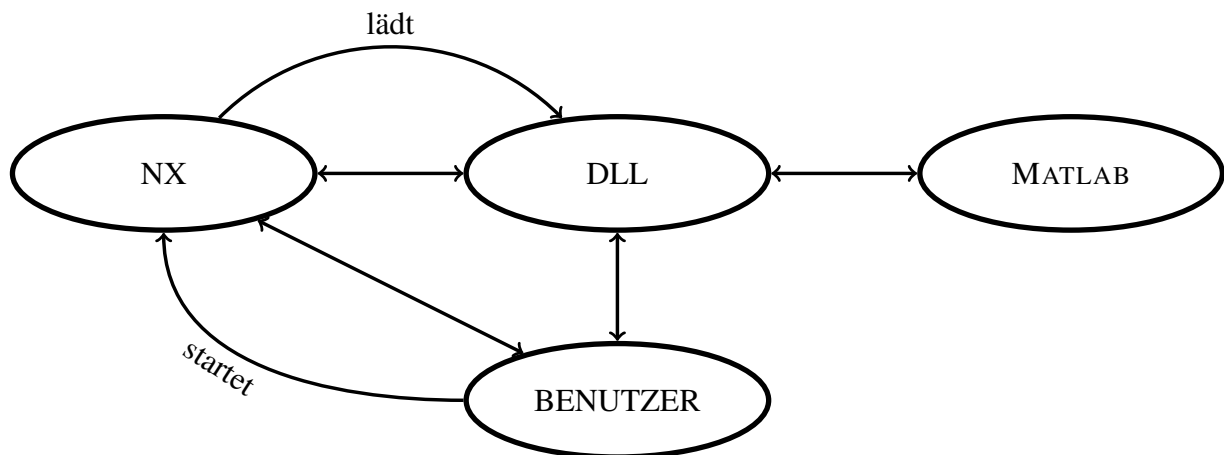 lädt
NX
DLL
MATLAB
startet
BENUTZER